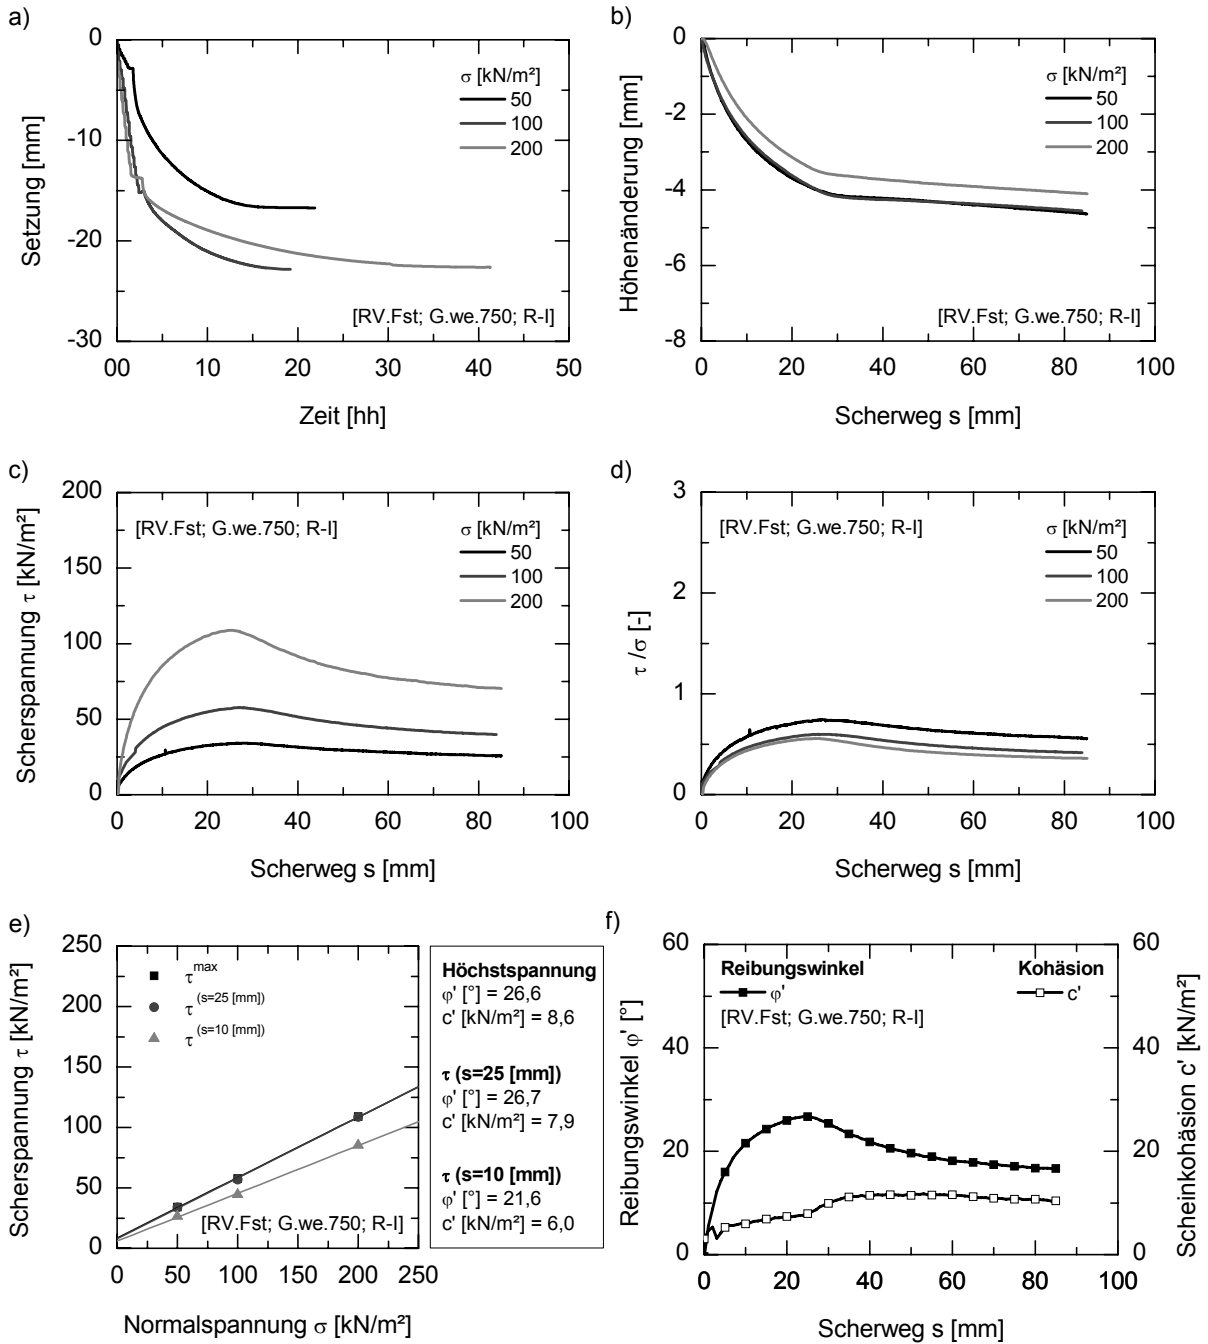 a)
0
-10
-20
-30
Setzung [mm]
σ [kN/m²]
50
100
200
[RV.Fst; G.we.750; R-I]
00 10 20 30 40 50
Zeit [hh]
b)
0
-2
-4
-6
-8
Höhenänderung [mm]
σ [kN/m²]
50
100
200
[RV.Fst; G.we.750; R-I]
0 20 40 60 80 100
Scherweg s [mm]
c)
200
150
100
50
0
Scherspannung τ [kN/m²]
[RV.Fst; G.we.750; R-I]
σ [kN/m²]
50
100
200
0 20 40 60 80 100
Scherweg s [mm]
d)
3
2
1
0
τ /σ [-]
[RV.Fst; G.we.750; R-I]
σ [kN/m²]
50
100
200
0 20 40 60 80 100
Scherweg s [mm]
e)
250
200
150
100
50
0
Scherspannung τ [kN/m²]
τ max
τ (s=25 [mm])
τ (s=10 [mm])
[RV.Fst; G.we.750; R-I]
0 50 100 150 200 250
Normalspannung σ [kN/m²]
Höchstspannung
φ' [°] = 26,6
c' [kN/m²] = 8,6
τ (s=25 [mm])
φ' [°] = 26,7
c' [kN/m²] = 7,9
τ (s=10 [mm])
φ' [°] = 21,6
c' [kN/m²] = 6,0
f)
60
40
20
0
Reibungswinkel φ' [°]
Reibungswinkel
φ'
[RV.Fst; G.we.750; R-I]
Kohäsion
c'
60
40
20
0
Scheinkohäsion c' [kN/m²]
0 20 40 60 80 100
Scherweg s [mm]